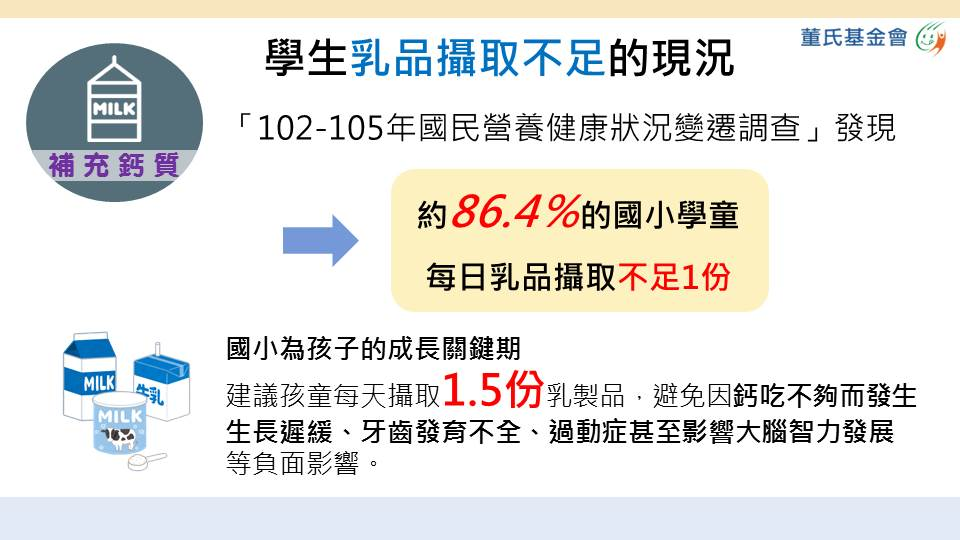 董氏基金會
學生乳品攝取不足的現況
MILK
補充鈣質
「102-105年國民營養健康狀況變遷調查」發現
約86.4%的國小學童
每日乳品攝取不足1份
國小為孩子的成長關鍵期
建議孩童每天攝取1.5份乳製品，避免因鈣吃不夠而發生
生長遲緩、牙齒發育不全、過動症甚至影響大腦智力發展
等負面影響。
MILK
牛乳
MILK